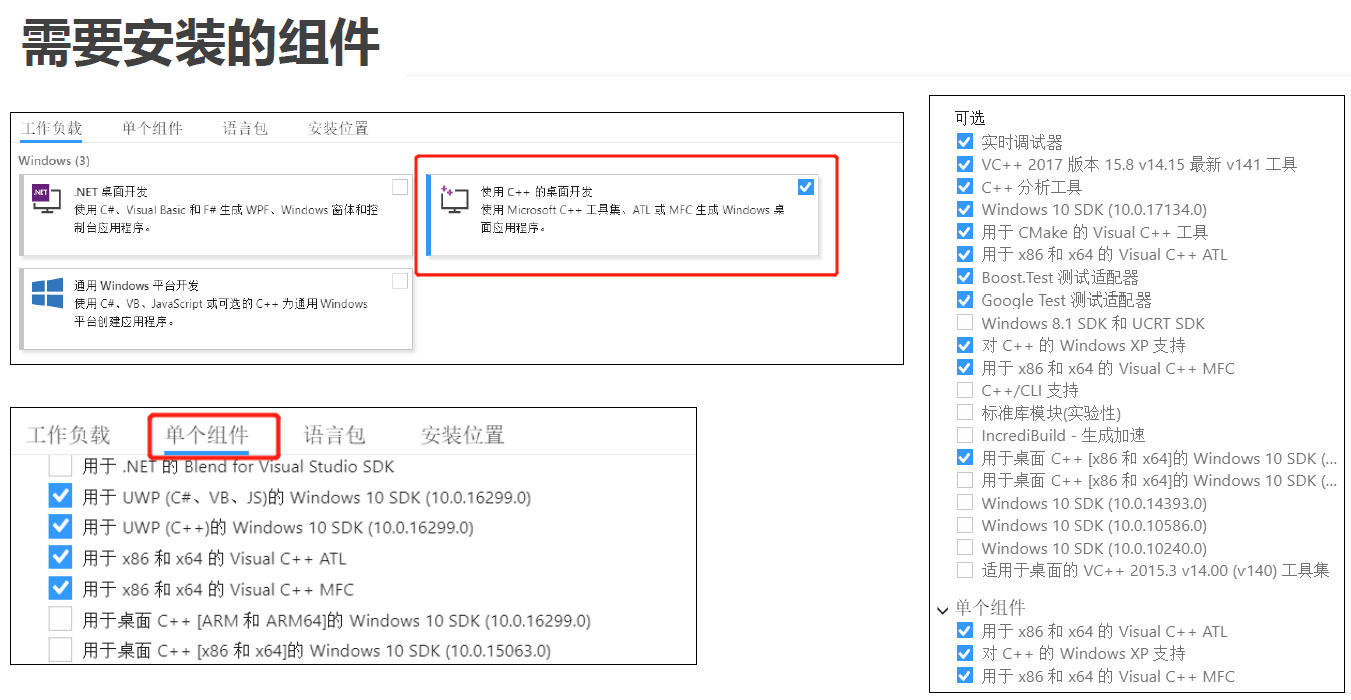 需要安装的组件
工作负载 单个组件 语言包 安装位置
Windows (3)
.NET 桌面开发
使用 C#、Visual Basic 和 F# 生成 WPF、Windows 窗体和控
制台应用程序。
使用 C++ 的桌面开发
使用 Microsoft C++ 工具集、ATL 或 MFC 生成 Windows 桌
面应用程序。
通用 Windows 平台开发
使用 C#、VB、JavaScript 或可选的 C++ 为通用 Windows
平台创建应用程序。
工作负载 单个组件 语言包 安装位置
用于 .NET 的 Blend for Visual Studio SDK
用于 UWP (C#、VB、JS)的 Windows 10 SDK (10.0.16299.0)
用于 UWP (C++)的 Windows 10 SDK (10.0.16299.0)
用于 x86 和 x64 的 Visual C++ ATL
用于 x86 和 x64 的 Visual C++ MFC
用于桌面 C++ [ARM 和 ARM64]的 Windows 10 SDK (10.0.16299.0)
用于桌面 C++ [x86 和 x64]的 Windows 10 SDK (10.0.15063.0)
可选
实时调试器
VC++ 2017 版本 15.8 v14.15 最新 v141 工具
C++ 分析工具
Windows 10 SDK (10.0.17134.0)
用于 CMake 的 Visual C++ 工具
用于 x86 和 x64 的 Visual C++ ATL
Boost.Test 测试适配器
Google Test 测试适配器
Windows 8.1 SDK 和 UCRT SDK
对 C++ 的 Windows XP 支持
用于 x86 和 x64 的 Visual C++ MFC
C++/CLI 支持
标准库模块(实验性)
IncrediBuild - 生成加速
用于桌面 C++ [x86 和 x64]的 Windows 10 SDK (...
用于桌面 C++ [x86 和 x64]的 Windows 10 SDK (...
Windows 10 SDK (10.0.14393.0)
Windows 10 SDK (10.0.10586.0)
Windows 10 SDK (10.0.10240.0)
适用于桌面的 VC++ 2015.3 v14.00 (v140) 工具集
单个组件
用于 x86 和 x64 的 Visual C++ ATL
对 C++ 的 Windows XP 支持
用于 x86 和 x64 的 Visual C++ MFC